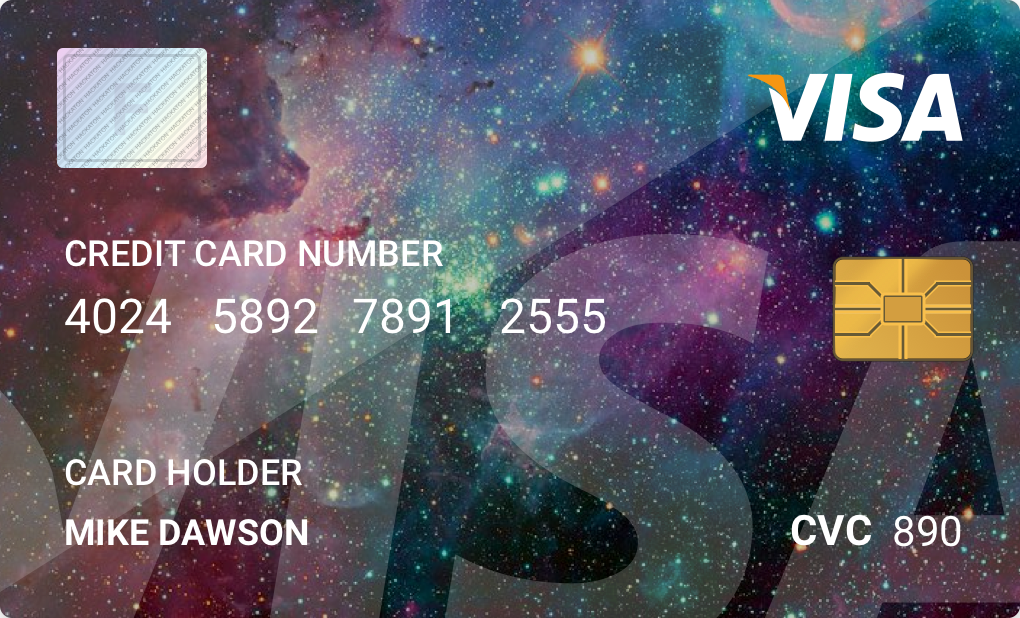 VISA
CREDIT CARD NUMBER
4024 5892 7891 2555
CARD HOLDER
MIKE DAWSON
CVC 890